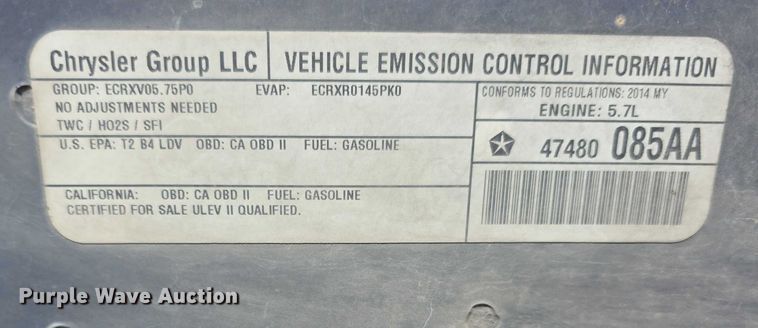 Chrysler Group LLC VEHICLE EMISSION CONTROL INFORMATION
GROUP: ECRXV05.75P0 EVAP: ECRXR0145PK0
NO ADJUSTMENTS NEEDED
TWC / HO2S / SFI
CONFORMS TO REGULATIONS: 2014 MY
ENGINE: 5.7L
U.S. EPA: T2 B4 LDV OBD: CA OBD II FUEL: GASOLINE
47480 085AA
CALIFORNIA: OBD: CA OBD II FUEL: GASOLINE
CERTIFIED FOR SALE ULEV II QUALIFIED.
Purple Wave Auction